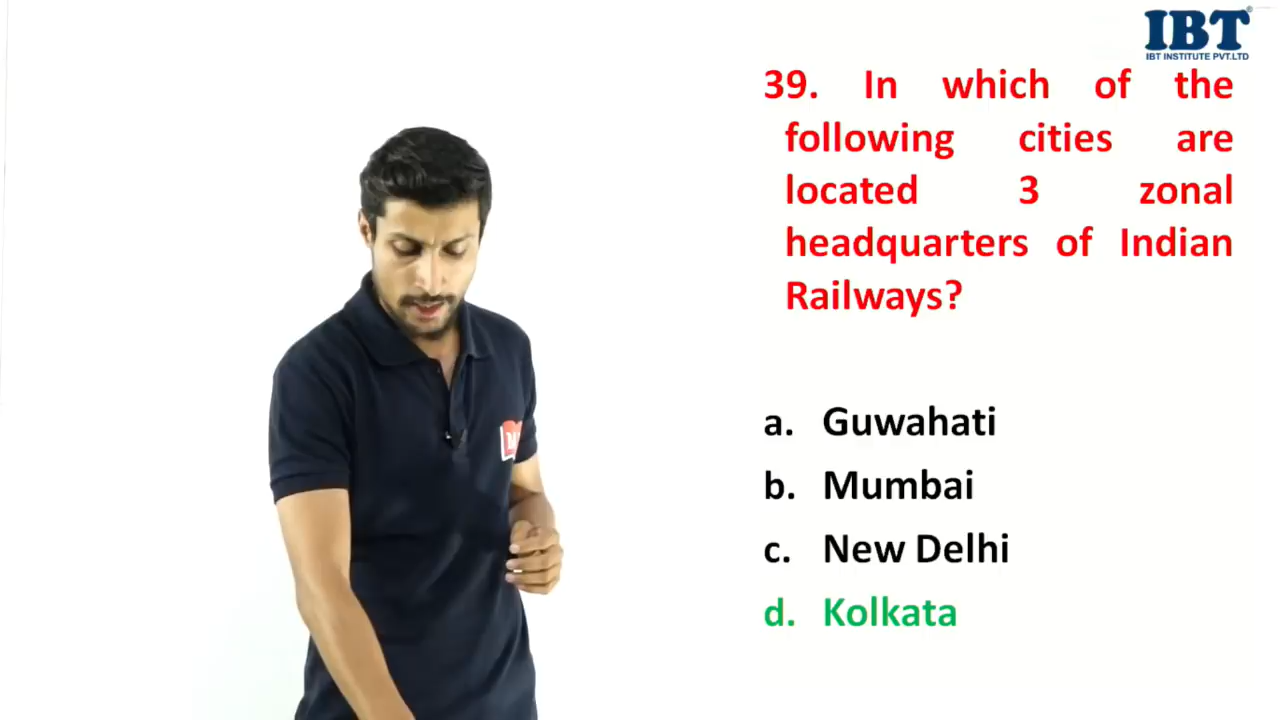 IBT
IBT INSTITUTE PVT.LTD
39. In which of the
following cities are
located 3 zonal
headquarters of Indian
Railways?
a. Guwahati
b. Mumbai
c. New Delhi
d. Kolkata